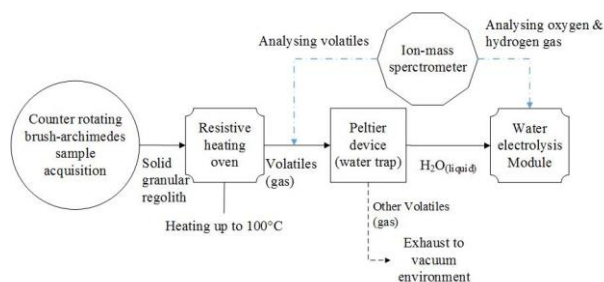 Analysing volatiles
Ion-mass
sperctrometer
Analysing oxygen &
hydrogen gas
Counter rotating
brush-archimedes
sample
acquisition
Solid
granular
regolith
Resistive
heating
oven
Heating up to 100°C
Volatiles
(gas)
Peltier
device
(water trap)
H₂O(liquid)
Water
electrolysis
Module
Other Volatiles
(gas)
Exhaust to
vacuum
environment